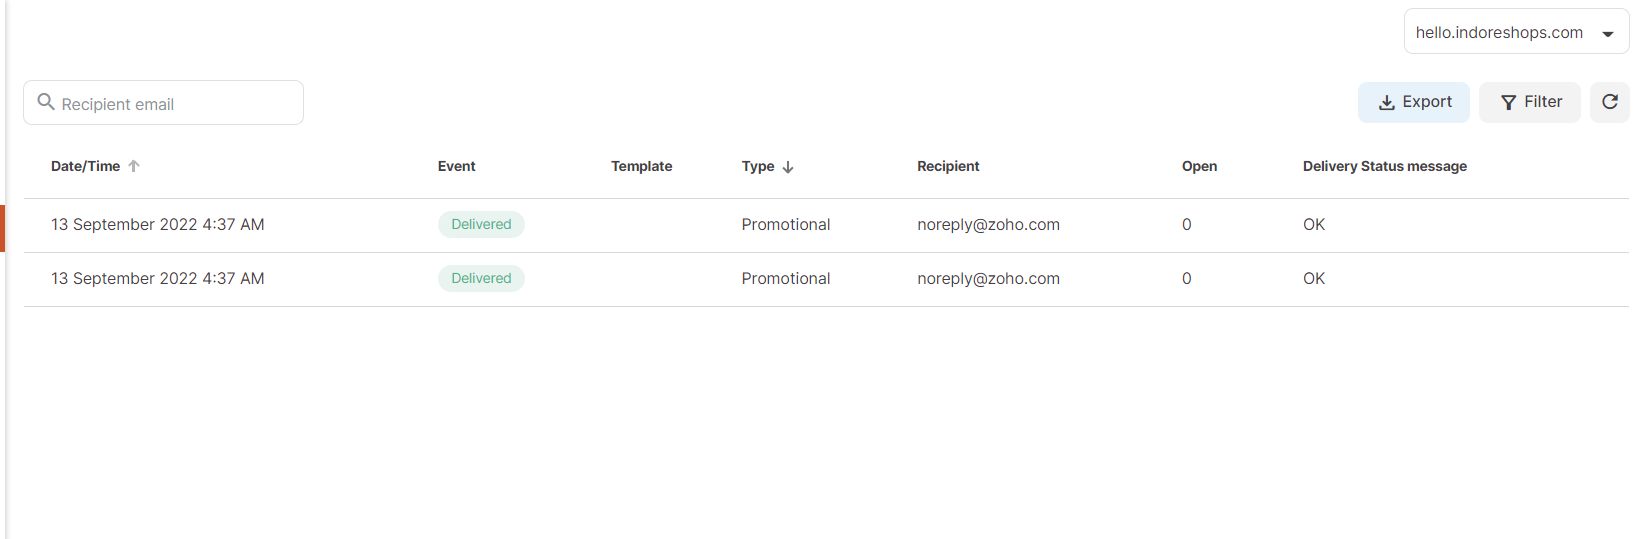 hello.indoreshops.com
Recipient email
Export Filter
Date/Time Event Template Type Recipient Open Delivery Status message
13 September 2022 4:37 AM Delivered Promotional noreply@zoho.com 0 OK
13 September 2022 4:37 AM Delivered Promotional noreply@zoho.com 0 OK